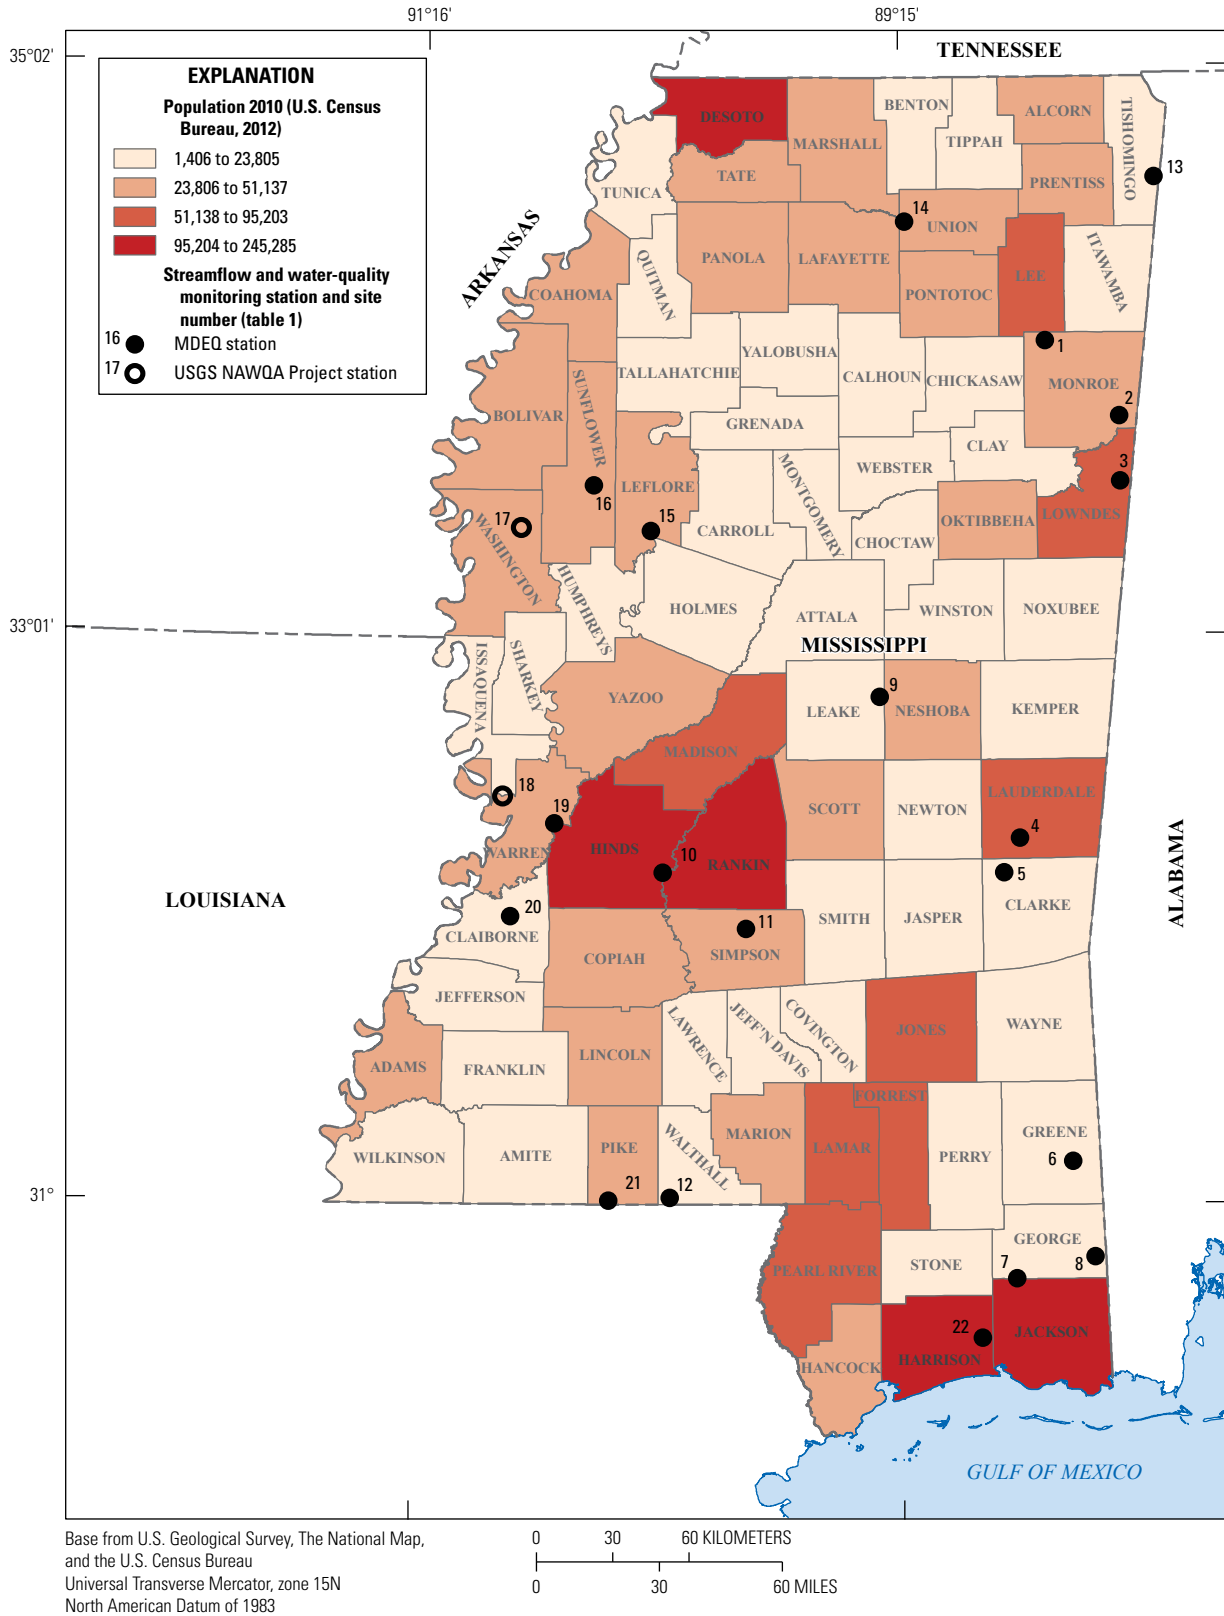 91°16'
89°15'
35°02'
TENNESSEE
EXPLANATION
Population 2010 (U.S. Census
Bureau, 2012)
1,406 to 23,805
23,806 to 51,137
51,138 to 95,203
95,204 to 245,285
Streamflow and water-quality
monitoring station and site
number (table 1)
16 MDEQ station
17 USGS NAWQA Project station
DESOTO
MARSHALL
BENTON
TIPPAH
ALCORN
TISHOMINGO
13
TUNICA
TATE
PRENTISS
14
UNION
ARKANSAS
QUITMAN
PANOLA
LAFAYETTE
PONTOTOC
LEE
ITAWAMBA
COAHOMA
1
YALOBUSHA
TALLAHATCHIE
CALHOUN
CHICKASAW
MONROE
2
BOLIVAR
SUNFLOWER
GRENADA
CLAY
3
WEBSTER
LEFLORE
MONTGOMERY
16
15
17
WASHINGTON
CARROLL
CHOCTAW
OKTIBBEHA
LOWNDES
HUMPHREYS
HOLMES
ATTALA
WINSTON
NOXUBEE
33°01'
MISSISSIPPI
ISSAQUENA
SHARKEY
YAZOO
9
LEAKE
NESHOBA
KEMPER
MADISON
18
19
SCOTT
NEWTON
LAUDERDALE
4
WARREN
HINDS
10
RANKIN
5
ALABAMA
LOUISIANA
20
CLAIBORNE
11
SMITH
JASPER
CLARKE
COPIAH
SIMPSON
JEFFERSON
LAWRENCE
JEFF'N DAVIS
COVINGTON
JONES
WAYNE
ADAMS
FRANKLIN
LINCOLN
FORREST
WILKINSON
AMITE
PIKE
WALTHALL
MARION
LAMAR
PERRY
GREENE
6
31°
21
12
GEORGE
8
PEARL RIVER
STONE
7
22
JACKSON
HARRISON
HANCOCK
GULF OF MEXICO
Base from U.S. Geological Survey, The National Map,
and the U.S. Census Bureau
Universal Transverse Mercator, zone 15N
North American Datum of 1983
0 30 60 KILOMETERS
0 30 60 MILES